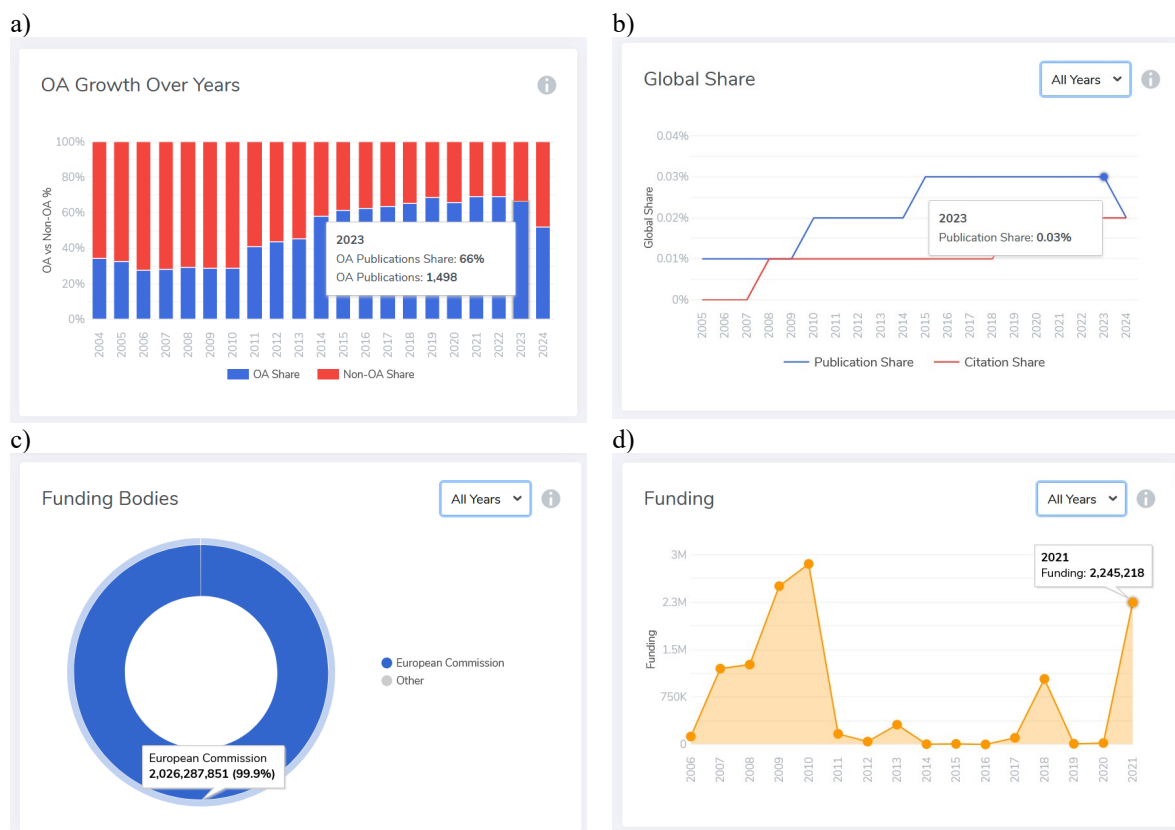 a)
OA Growth Over Years
100%
80%
60%
40%
20%
0%
OA vs Non-OA %
2023
OA Publications Share: 66%
OA Publications: 1,498
2004 2005 2006 2007 2008 2009 2010 2011 2012 2013 2014 2015 2016 2017 2018 2019 2020 2021 2022 2023 2024
OA Share Non-OA Share
b)
Global Share
All Years
0.04%
0.03%
0.02%
0.01%
0%
Global Share
2023
Publication Share: 0.03%
2005 2006 2007 2008 2009 2010 2011 2012 2013 2014 2015 2016 2017 2018 2019 2020 2021 2022 2023 2024
Publication Share Citation Share
c)
Funding Bodies
All Years
European Commission
Other
European Commission
2,026,287,851 (99.9%)
d)
Funding
All Years
3M
2.3M
1.5M
750K
0
Funding
2021
Funding: 2,245,218
2006 2007 2008 2009 2010 2011 2012 2013 2014 2015 2016 2017 2018 2019 2020 2021